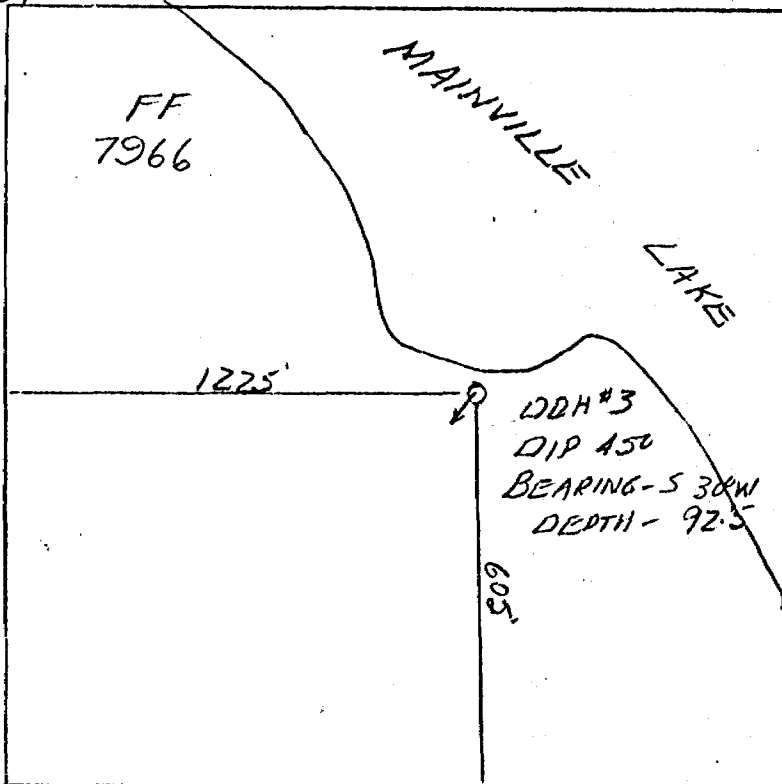 FF
7966
MAINVILLE
LAKE
1225'
DDH #3
DIP 45°
BEARING - S 30°W
DEPTH - 92.5
605'